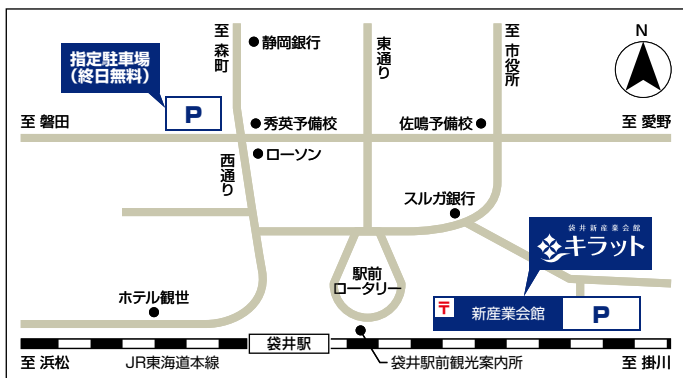 至 森町
静岡銀行
東通り
至 市役所
N
指定駐車場
(終日無料)
P
至 磐田
秀英予備校
佐鳴予備校
至 愛野
ローソン
西通り
スルガ銀行
袋井新産業会館
キラット
駅前
ロータリー
ホテル観世
〒
新産業会館
P
袋井駅
至 浜松
JR東海道本線
袋井駅前観光案内所
至 掛川